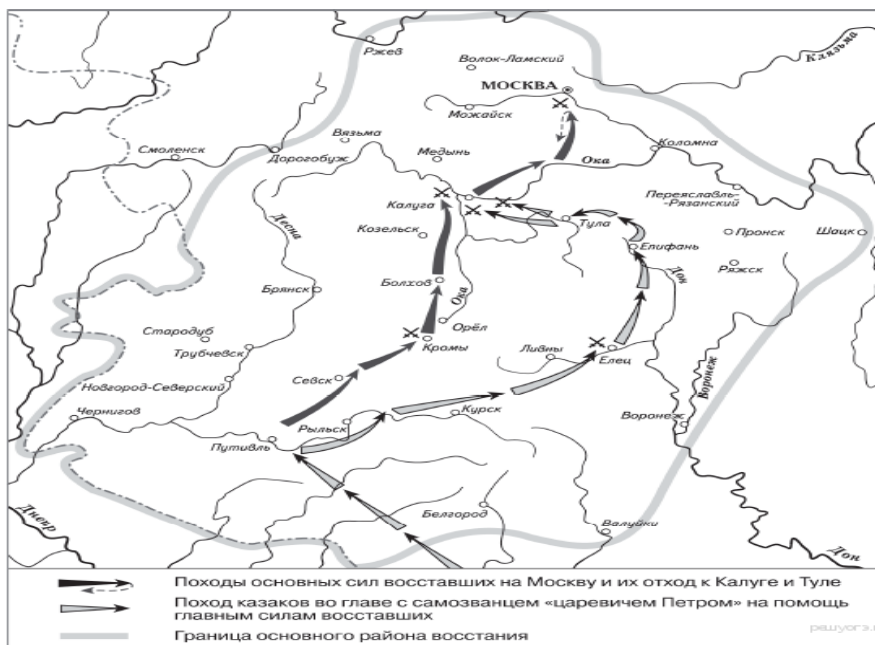 Ржев
Волок-Ламский
Клязьма
МОСКВА
Можайск
Вязьма
Смоленск
Дорогобуж
Медынь
Коломна
Ока
Переяславль-
-Рязанский
Калуга
Десна
Тула
Козельск
Пронск
Шацк
Епифань
Ряжск
Дон
Болхов
Ока
Брянск
Орёл
Стародуб
Кромы
Трубчевск
Ливны
Елец
Воронеж
Севск
Новгород-Северский
Чернигов
Курск
Воронеж
Рыльск
Путивль
Белгород
Днепр
Валуйки
Дон
Походы основных сил восставших на Москву и их отход к Калуге и Туле
Поход казаков во главе с самозванцем «царевичем Петром» на помощь
главным силам восставших
Граница основного района восстания